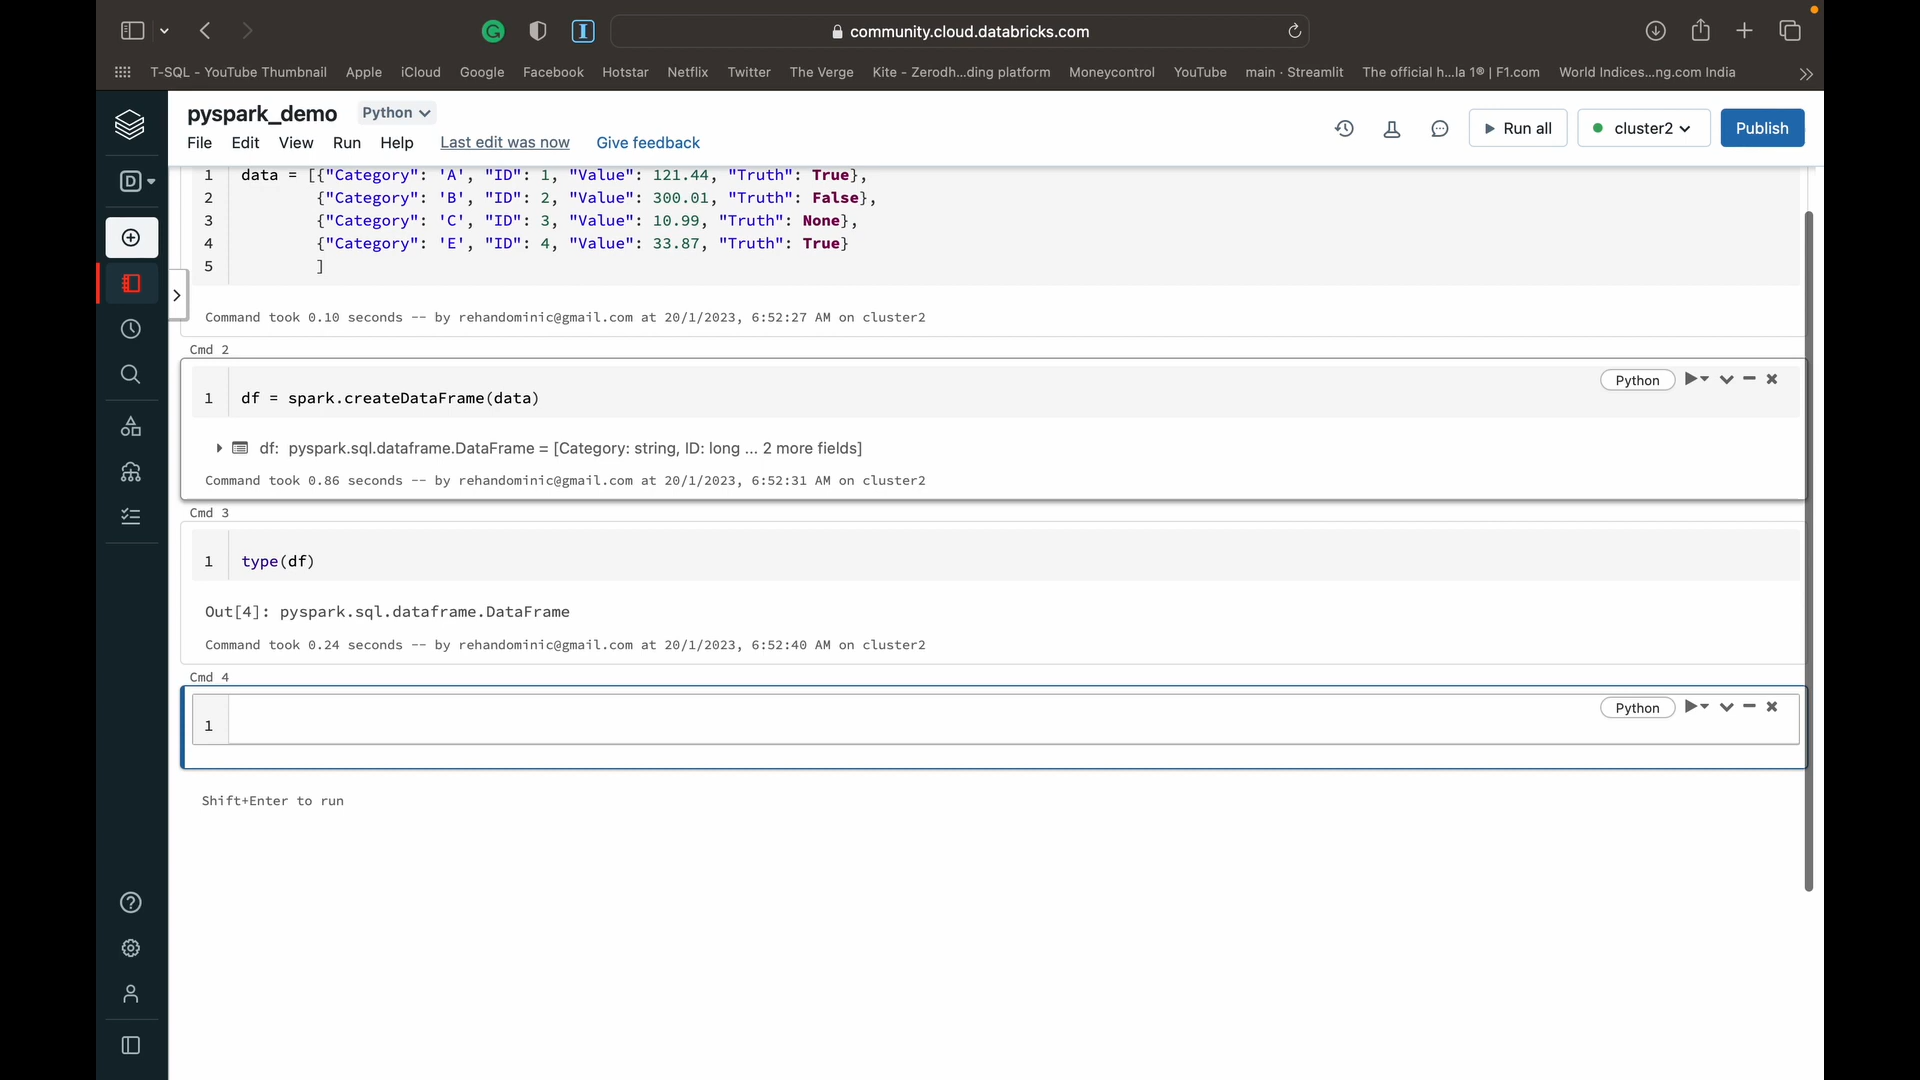 community.cloud.databricks.com
T-SQL - YouTube Thumbnail Apple iCloud Google Facebook Hotstar Netflix Twitter The Verge Kite - Zerodh...ding platform Moneycontrol YouTube main · Streamlit The official h...la 1® | F1.com World Indices...ng.com India
pyspark_demo Python
File Edit View Run Help Last edit was now Give feedback
Run all cluster2 Publish
D
1 data = [{"Category": 'A', "ID": 1, "Value": 121.44, "Truth": True},
2 {"Category": 'B', "ID": 2, "Value": 300.01, "Truth": False},
3 {"Category": 'C', "ID": 3, "Value": 10.99, "Truth": None},
4 {"Category": 'E', "ID": 4, "Value": 33.87, "Truth": True}
5 ]
Command took 0.10 seconds -- by rehandominic@gmail.com at 20/1/2023, 6:52:27 AM on cluster2
Cmd 2
Python
1 df = spark.createDataFrame(data)
df: pyspark.sql.dataframe.DataFrame = [Category: string, ID: long ... 2 more fields]
Command took 0.86 seconds -- by rehandominic@gmail.com at 20/1/2023, 6:52:31 AM on cluster2
Cmd 3
1 type(df)
Out[4]: pyspark.sql.dataframe.DataFrame
Command took 0.24 seconds -- by rehandominic@gmail.com at 20/1/2023, 6:52:40 AM on cluster2
Cmd 4
Python
1
Shift+Enter to run